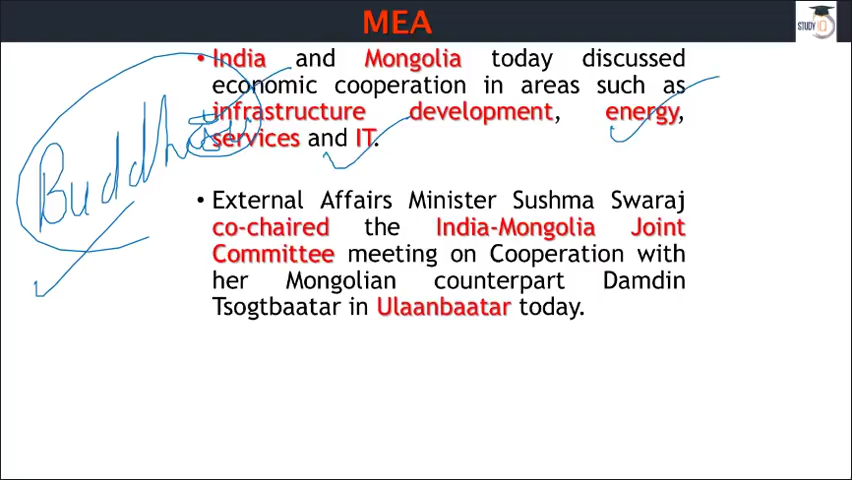 MEA
STUDY IQ
• India and Mongolia today discussed
economic cooperation in areas such as
infrastructure development, energy,
services and IT.
Buddhism
• External Affairs Minister Sushma Swaraj
co-chaired the India-Mongolia Joint
Committee meeting on Cooperation with
her Mongolian counterpart Damdin
Tsogtbaatar in Ulaanbaatar today.